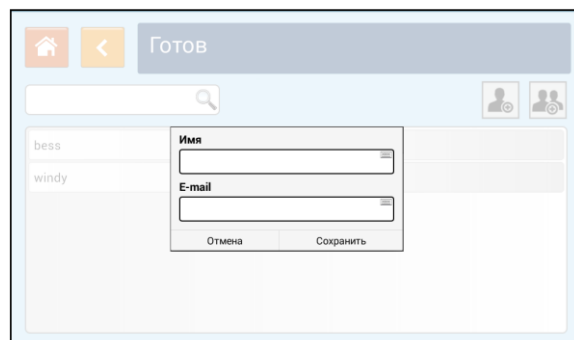 Готов
bess
windy
Имя
E-mail
Отмена Сохранить